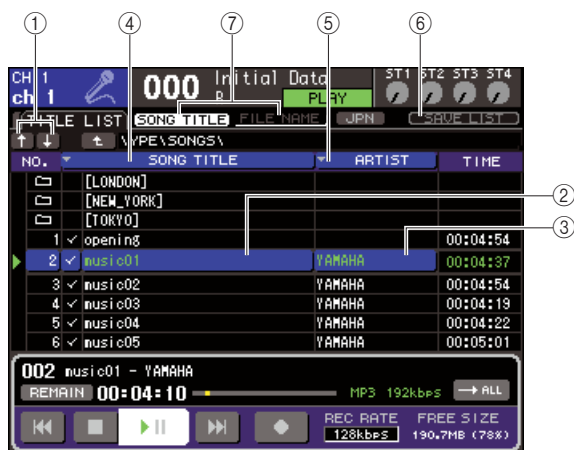 ① ④ ⑦ ⑤ ⑥
CH 1 000 Initial Data ST1 ST2 ST3 ST4
ch 1 R PLAY
TITLE LIST SONG TITLE FILE NAME JPN SAVE LIST
\YPE\SONGS\
NO. SONG TITLE ARTIST TIME
[LONDON]
[NEW_YORK] ②
[TOKYO] ③
1 ✓ opening 00:04:54
2 ✓ music01 YAMAHA 00:04:37
3 ✓ music02 YAMAHA 00:04:54
4 ✓ music03 YAMAHA 00:04:19
5 ✓ music04 YAMAHA 00:04:22
6 ✓ music05 YAMAHA 00:05:01
002 music01 - YAMAHA
REMAIN 00:04:10 MP3 192kbps → ALL
REC RATE FREE SIZE
128kbps 190.7MB (78%)